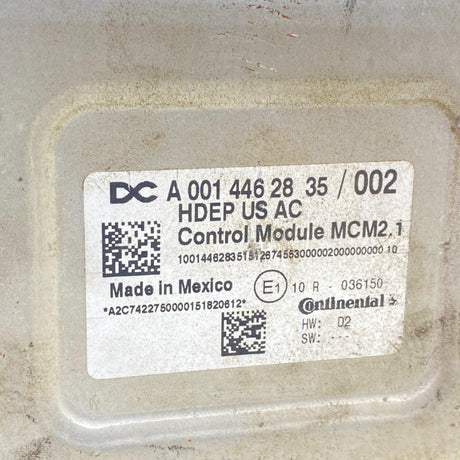 DC A 001 446 28 35 / 002
HDEP US AC
Control Module MCM2.1
10014462835151267455300000200000000 10
Made in Mexico E1 10 R - 036150
*A2C7422750000151820612* Continental
HW: D2
SW: ---